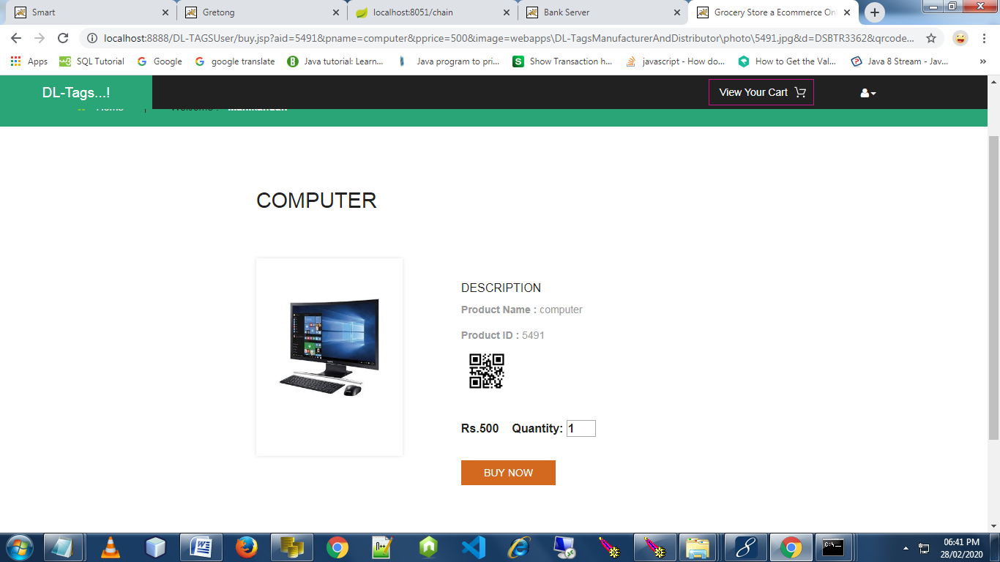 Smart
Gretong
localhost:8051/chain
Bank Server
Grocery Store a Ecommerce Onl
localhost:8888/DL-TAGSUser/buy.jsp?aid=5491&pname=computer&pprice=500&image=webapps\DL-TagsManufacturerAndDistributor\photo\5491.jpg&d=DSBTR3362&qrcode...
Apps
SQL Tutorial
Google
google translate
Java tutorial: Learn...
Java program to pri...
Show Transaction h...
javascript - How do...
How to Get the Val...
Java 8 Stream - Jav...
DL-Tags...!
View Your Cart
Home
Welcome :
Manikandan
COMPUTER
DESCRIPTION
Product Name : computer
Product ID : 5491
Rs.500 Quantity: 1
BUY NOW
06:41 PM
28/02/2020